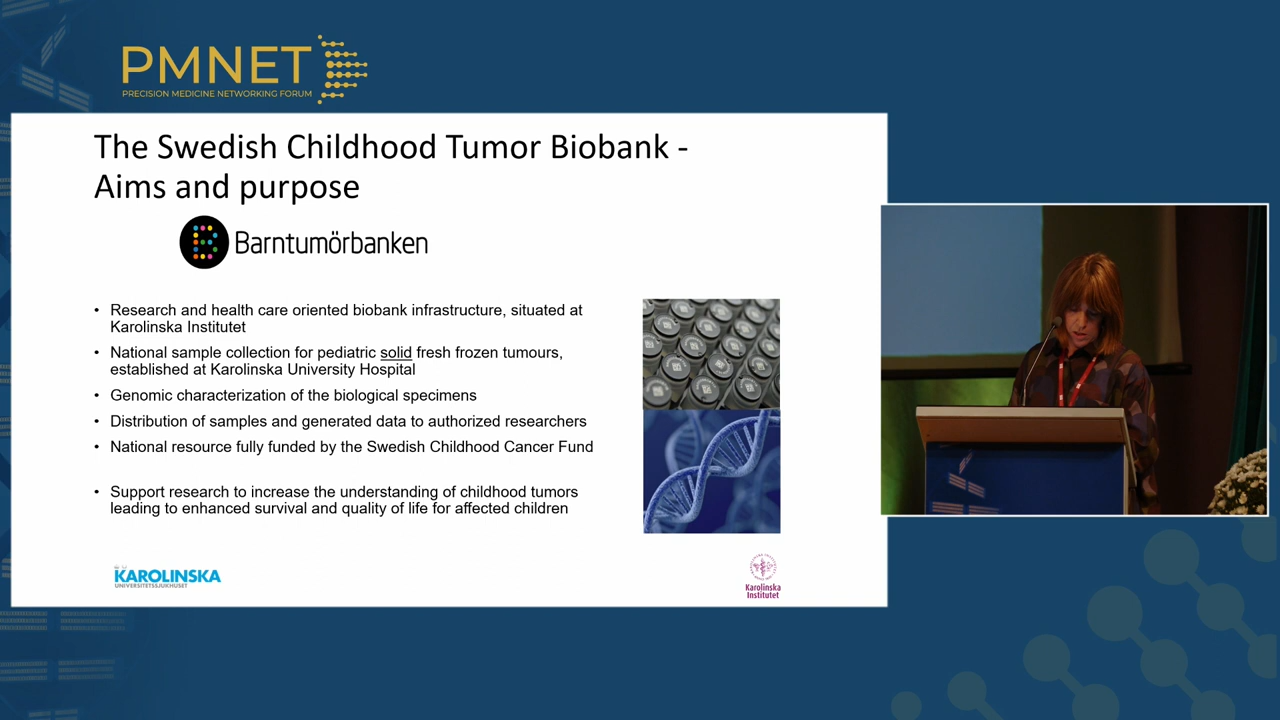 PMNET
PRECISION MEDICINE NETWORKING FORUM
The Swedish Childhood Tumor Biobank -
Aims and purpose
Barntumörbanken
• Research and health care oriented biobank infrastructure, situated at
Karolinska Institutet
• National sample collection for pediatric solid fresh frozen tumours,
established at Karolinska University Hospital
• Genomic characterization of the biological specimens
• Distribution of samples and generated data to authorized researchers
• National resource fully funded by the Swedish Childhood Cancer Fund
• Support research to increase the understanding of childhood tumors
leading to enhanced survival and quality of life for affected children
KAROLINSKA
UNIVERSITETSSJUKHUSET
Karolinska
Institutet